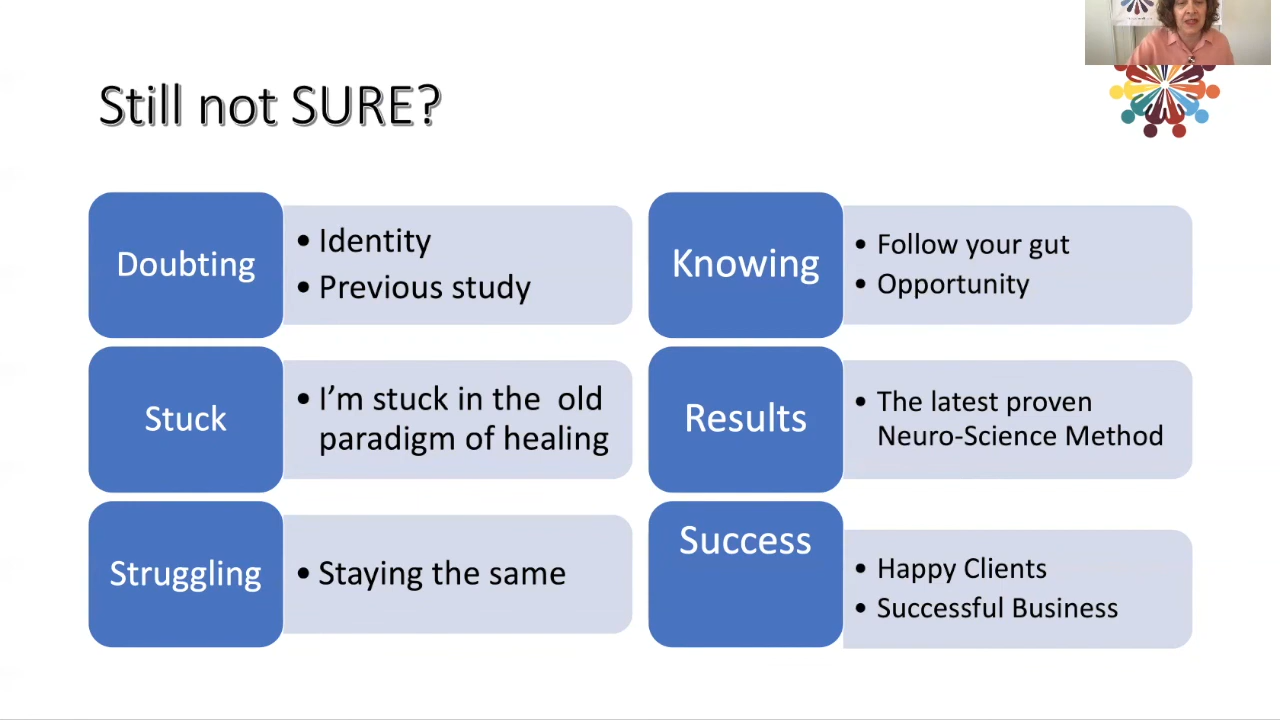 Still not SURE?
Doubting
• Identity
• Previous study
Stuck
• I’m stuck in the  old
paradigm of healing
Struggling
• Staying the same
Knowing
• Follow your gut
• Opportunity
Results
• The latest proven
Neuro-Science Method
Success
• Happy Clients
• Successful Business